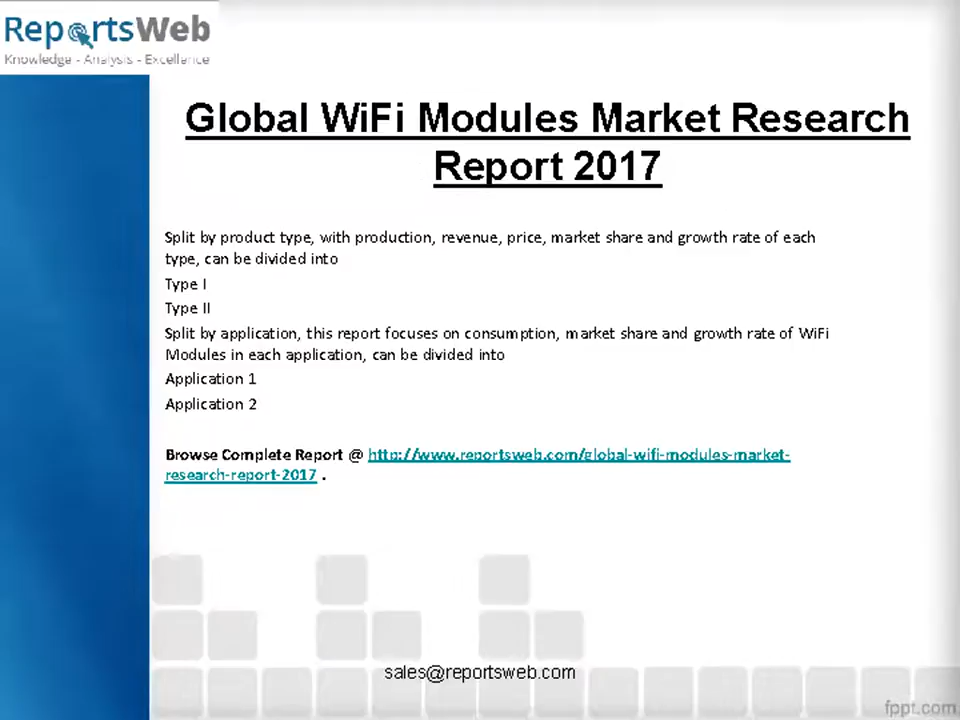 ReportsWeb
Knowledge - Analysis - Excellence
Global WiFi Modules Market Research
Report 2017
Split by product type, with production, revenue, price, market share and growth rate of each
type, can be divided into
Type I
Type II
Split by application, this report focuses on consumption, market share and growth rate of WiFi
Modules in each application, can be divided into
Application 1
Application 2
Browse Complete Report @ http://www.reportsweb.com/global-wifi-modules-market-
research-report-2017 .
sales@reportsweb.com
fppt.com